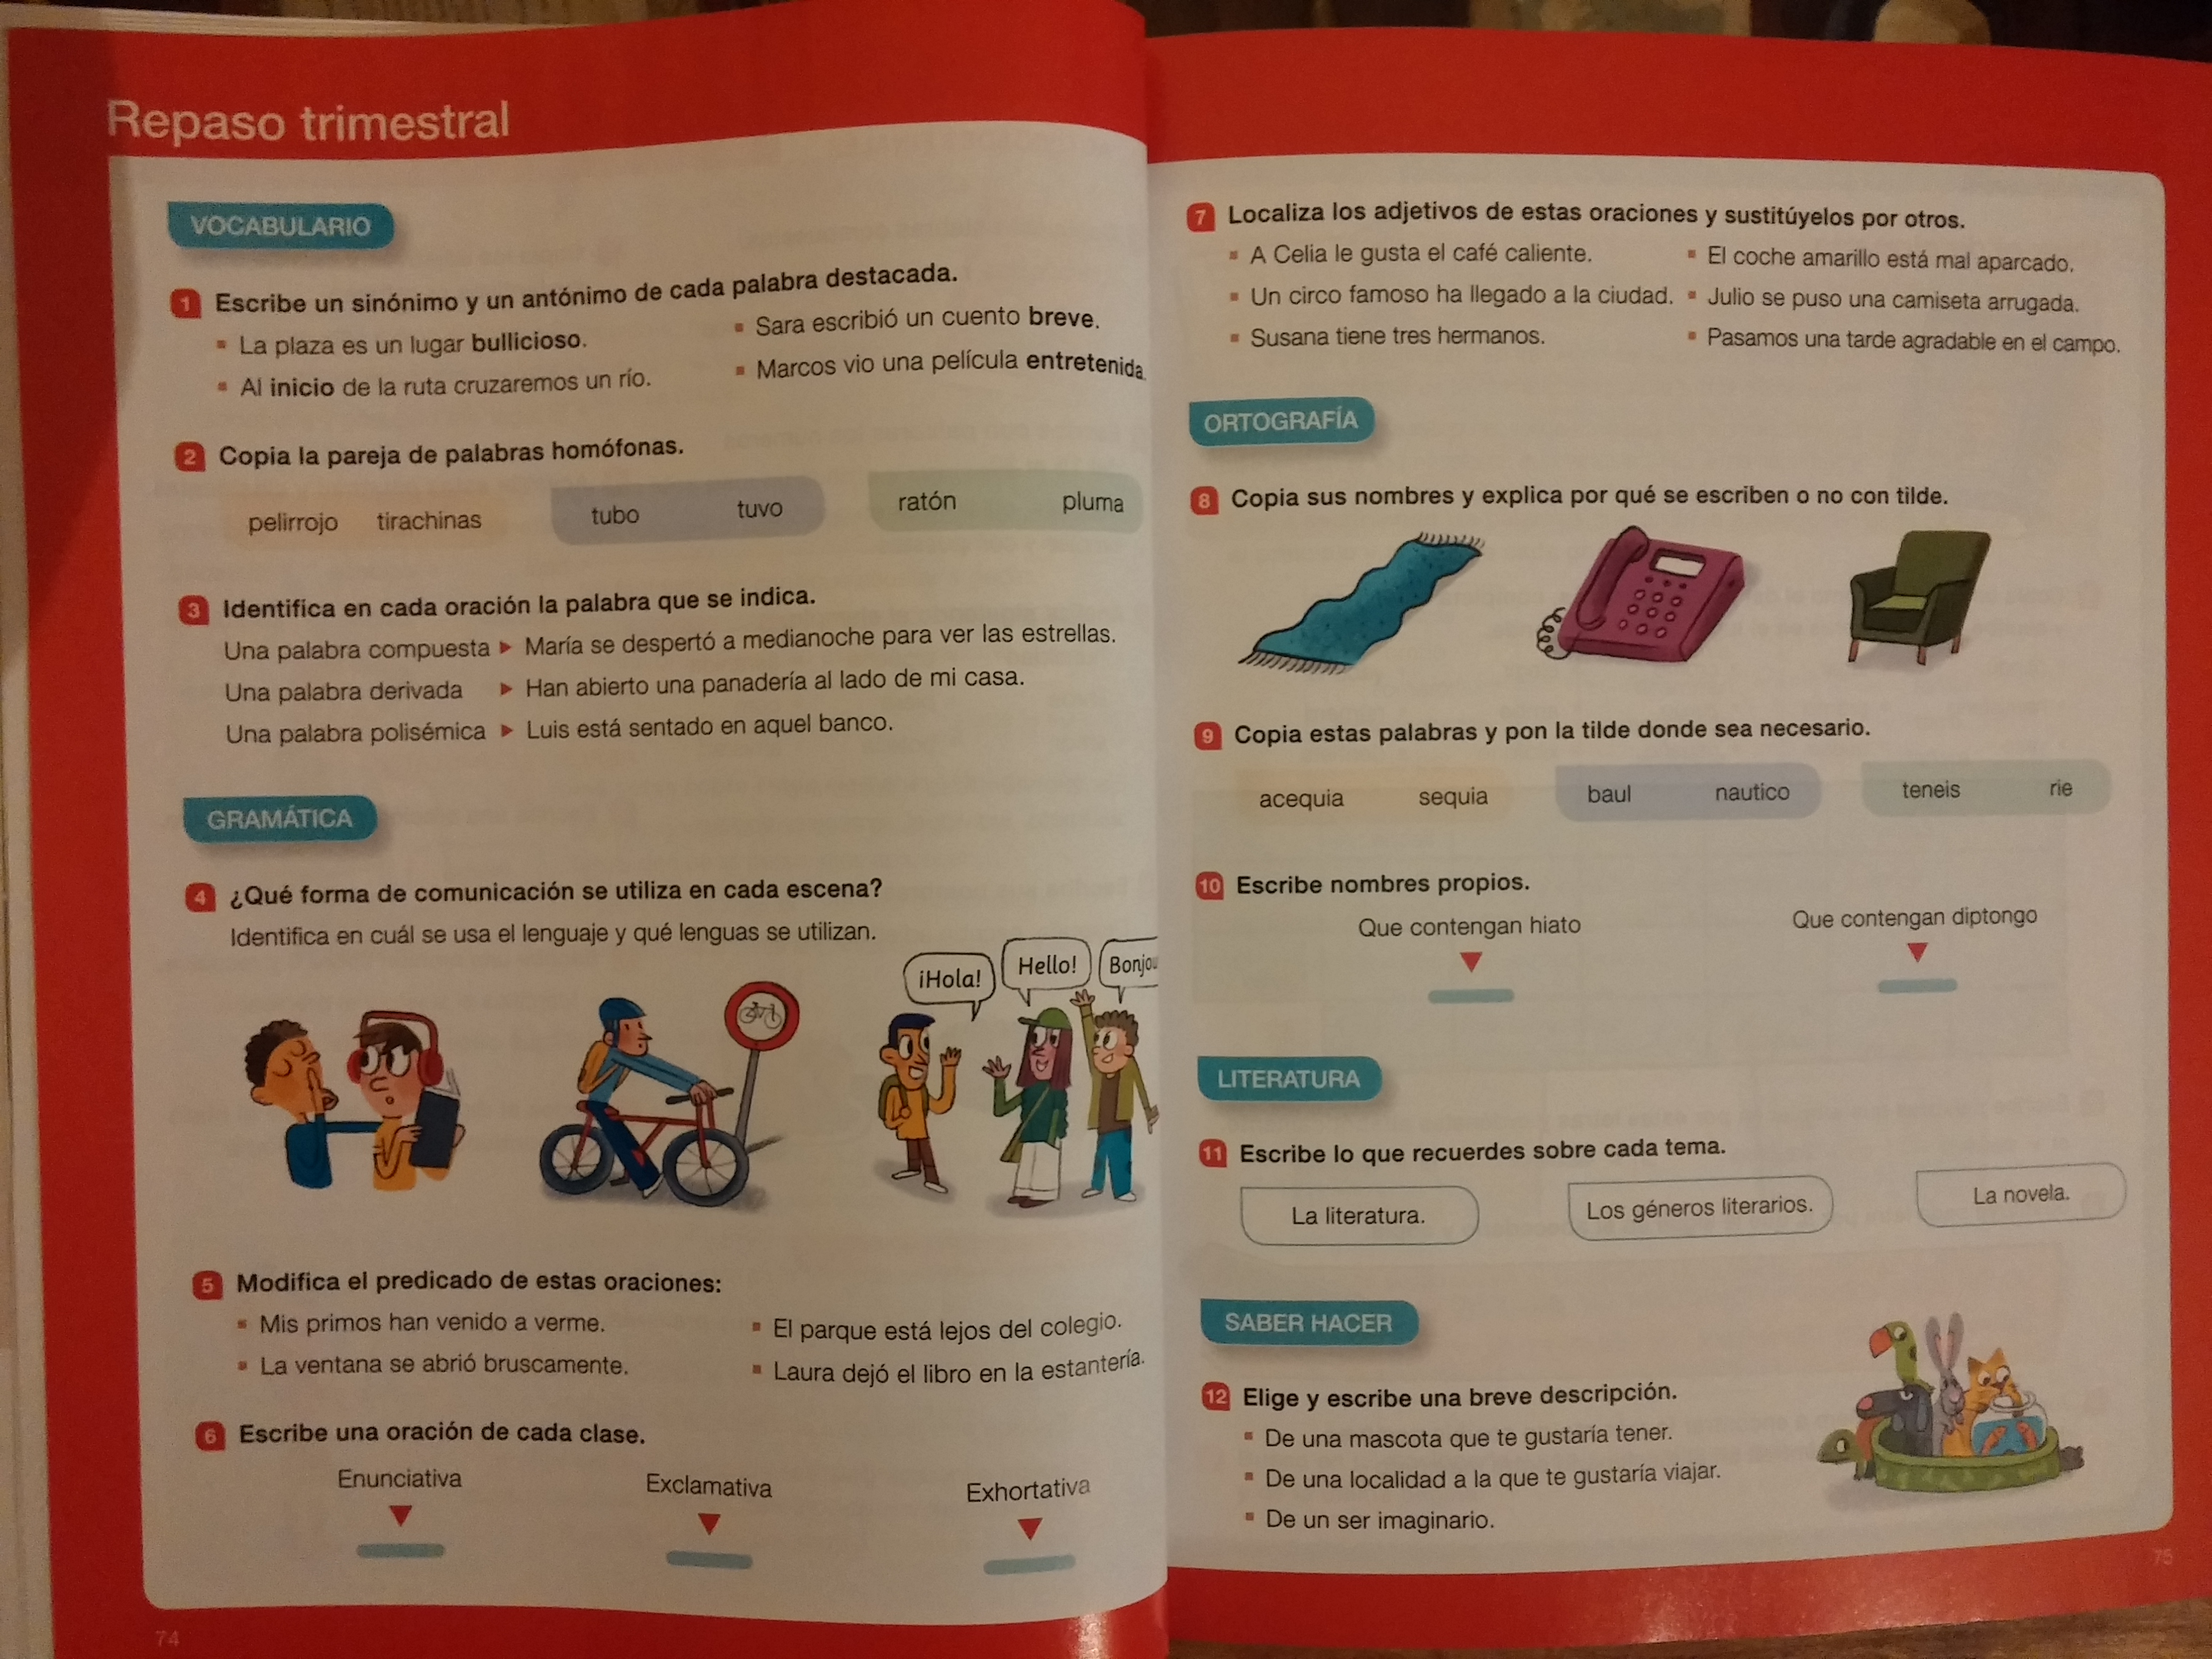 Repaso trimestral
VOCABULARIO
1 Escribe un sinónimo y un antónimo de cada palabra destacada.
▪ La plaza es un lugar bullicioso.
▪ Al inicio de la ruta cruzaremos un río.
▪ Sara escribió un cuento breve.
▪ Marcos vio una película entretenida.
2 Copia la pareja de palabras homófonas.
pelirrojo tirachinas tubo tuvo ratón pluma
3 Identifica en cada oración la palabra que se indica.
Una palabra compuesta ▶ María se despertó a medianoche para ver las estrellas.
Una palabra derivada ▶ Han abierto una panadería al lado de mi casa.
Una palabra polisémica ▶ Luis está sentado en aquel banco.
GRAMÁTICA
4 ¿Qué forma de comunicación se utiliza en cada escena?
Identifica en cuál se usa el lenguaje y qué lenguas se utilizan.
¡Hola! Hello! Bonjou
5 Modifica el predicado de estas oraciones:
▪ Mis primos han venido a verme.
▪ La ventana se abrió bruscamente.
▪ El parque está lejos del colegio.
▪ Laura dejó el libro en la estantería.
6 Escribe una oración de cada clase.
Enunciativa Exclamativa Exhortativa
74
7 Localiza los adjetivos de estas oraciones y sustitúyelos por otros.
▪ A Celia le gusta el café caliente.
▪ Un circo famoso ha llegado a la ciudad.
▪ Susana tiene tres hermanos.
▪ El coche amarillo está mal aparcado.
▪ Julio se puso una camiseta arrugada.
▪ Pasamos una tarde agradable en el campo.
ORTOGRAFÍA
8 Copia sus nombres y explica por qué se escriben o no con tilde.
9 Copia estas palabras y pon la tilde donde sea necesario.
acequia sequia baul nautico teneis rie
10 Escribe nombres propios.
Que contengan hiato Que contengan diptongo
LITERATURA
11 Escribe lo que recuerdes sobre cada tema.
La literatura. Los géneros literarios. La novela.
SABER HACER
12 Elige y escribe una breve descripción.
▪ De una mascota que te gustaría tener.
▪ De una localidad a la que te gustaría viajar.
▪ De un ser imaginario.
75